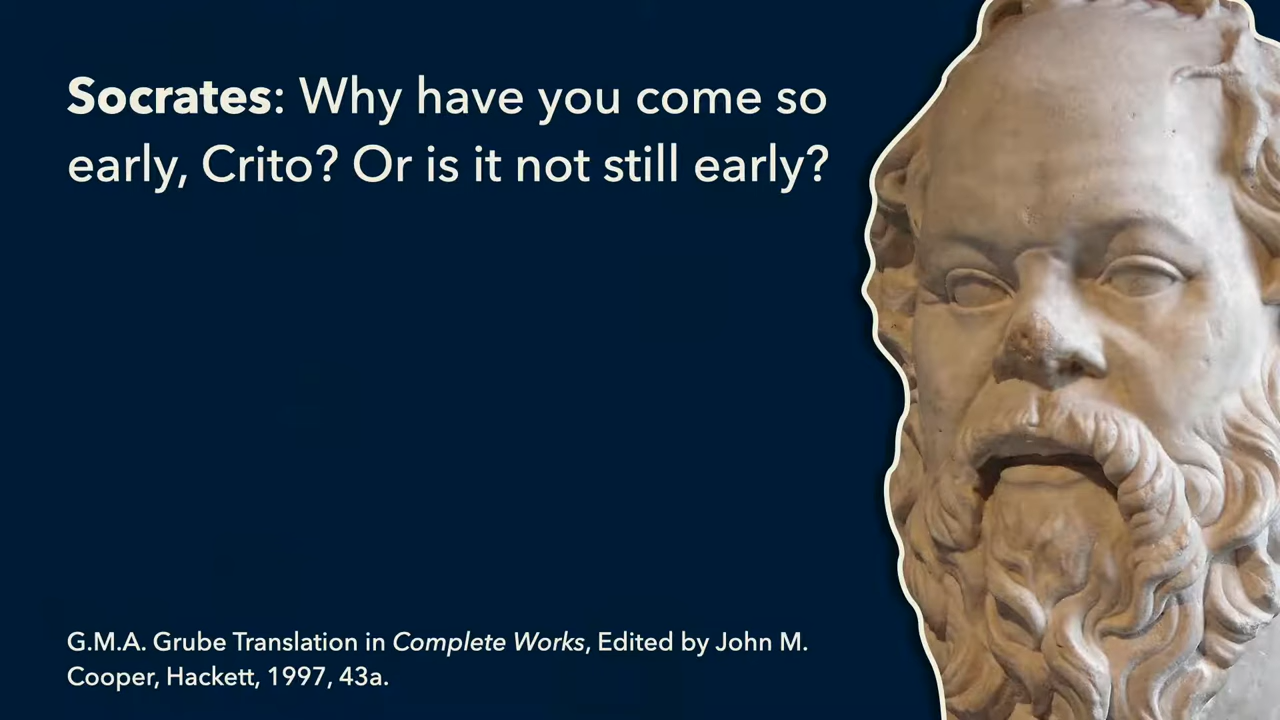 Socrates: Why have you come so
early, Crito? Or is it not still early?
G.M.A. Grube Translation in Complete Works, Edited by John M.
Cooper, Hackett, 1997, 43a.